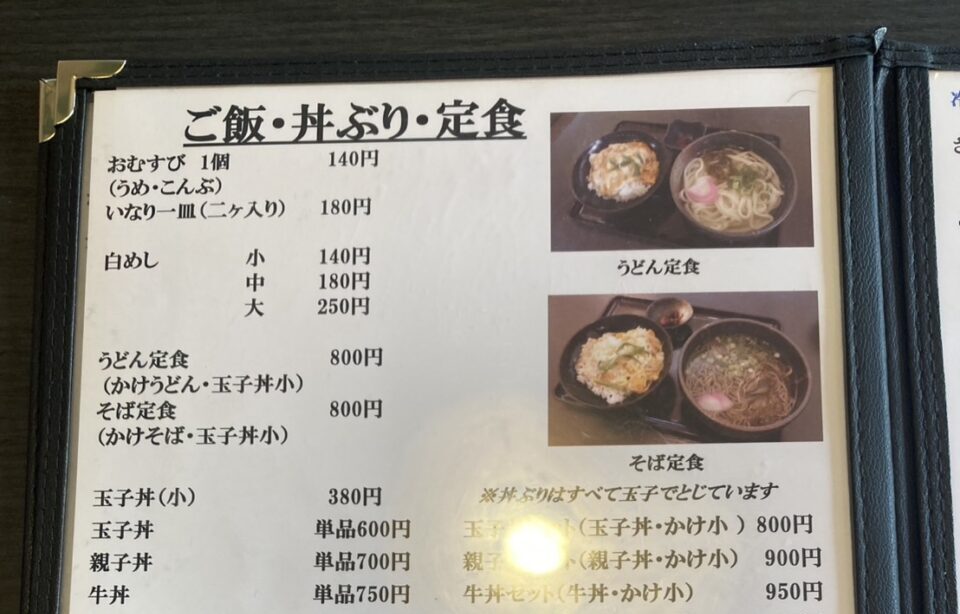 ご飯・丼ぶり・定食
おむすび 1個 140円
(うめ・こんぶ)
いなり一皿(二ヶ入り) 180円
白めし 小 140円
中 180円
大 250円
うどん定食 800円
(かけうどん・玉子丼小)
そば定食 800円
(かけそば・玉子丼小)
うどん定食
そば定食
※丼ぶりはすべて玉子でとじています
玉子丼(小) 380円
玉子丼 単品600円 玉子 ト(玉子丼・かけ小 ) 800円
親子丼 単品700円 親子 ト(親子丼・かけ小) 900円
牛丼 単品750円 牛丼セット(牛丼・かけ小) 950円